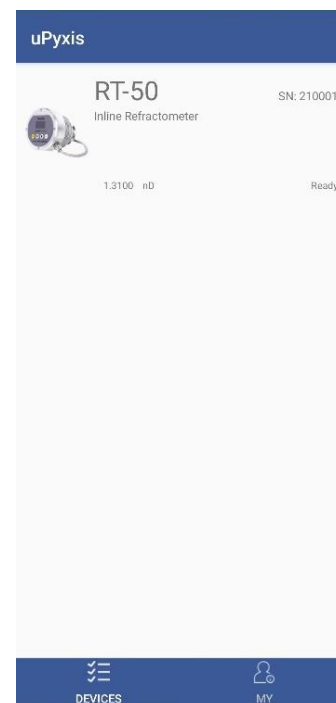 uPyxis
RT-50 SN: 210001
Inline Refractometer
1.3100 nD Ready
DEVICES MY